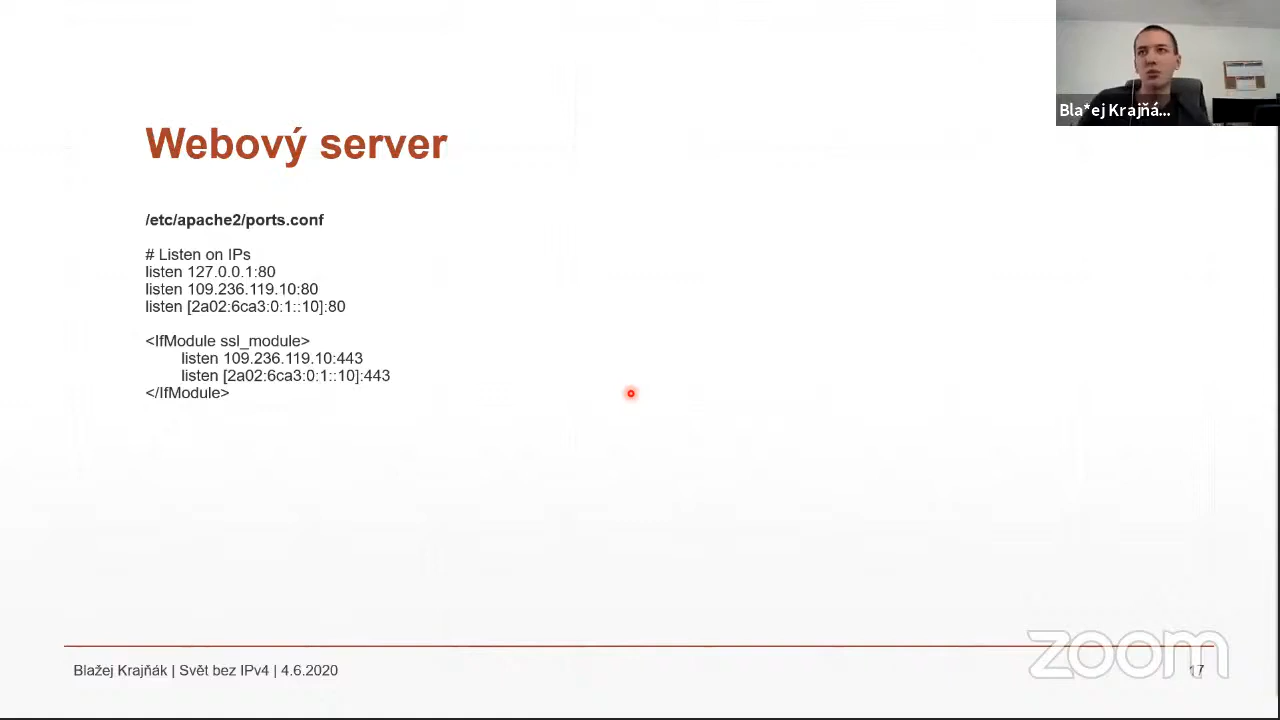 Webový server
/etc/apache2/ports.conf
# Listen on IPs
listen 127.0.0.1:80
listen 109.236.119.10:80
listen [2a02:6ca3:0:1::10]:80
<IfModule ssl_module>
listen 109.236.119.10:443
listen [2a02:6ca3:0:1::10]:443
</IfModule>
Bla*ej Krajňá...
Blažej Krajňák | Svět bez IPv4 | 4.6.2020
zoom
17